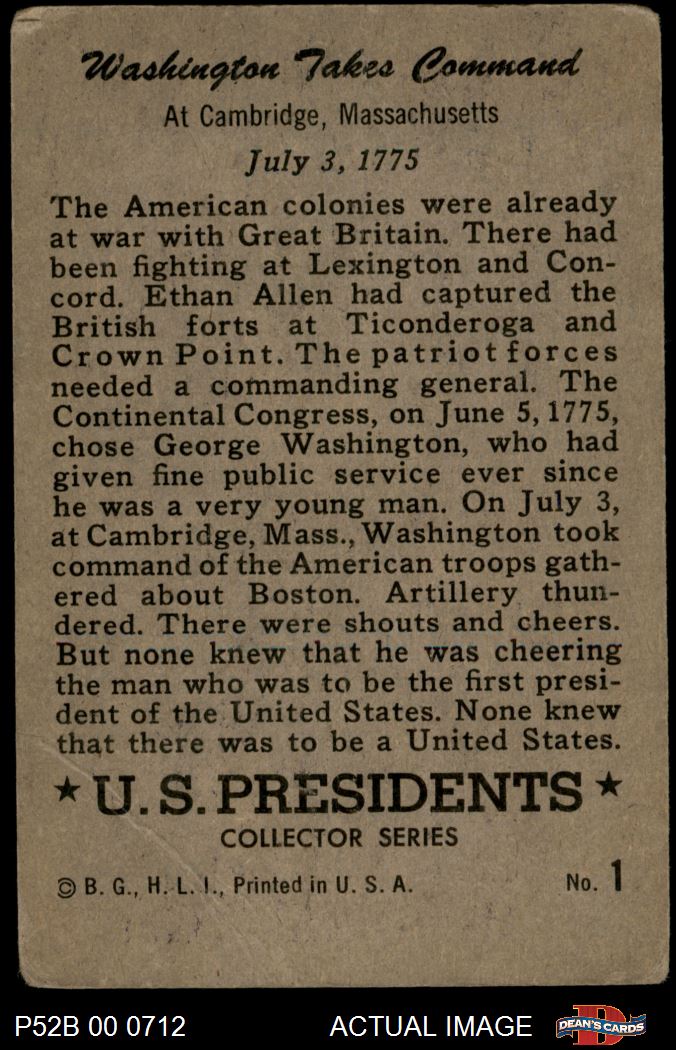 Washington Takes Command
At Cambridge, Massachusetts
July 3, 1775
The American colonies were already
at war with Great Britain. There had
been fighting at Lexington and Con-
cord. Ethan Allen had captured the
British forts at Ticonderoga and
Crown Point. The patriot forces
needed a commanding general. The
Continental Congress, on June 5, 1775,
chose George Washington, who had
given fine public service ever since
he was a very young man. On July 3,
at Cambridge, Mass., Washington took
command of the American troops gath-
ered about Boston. Artillery thun-
dered. There were shouts and cheers.
But none knew that he was cheering
the man who was to be the first presi-
dent of the United States. None knew
that there was to be a United States.
★ U.S. PRESIDENTS ★
COLLECTOR SERIES
© B. G., H. L. I., Printed in U. S. A. No. 1
P52B 00 0712 ACTUAL IMAGE DEAN'S CARDS